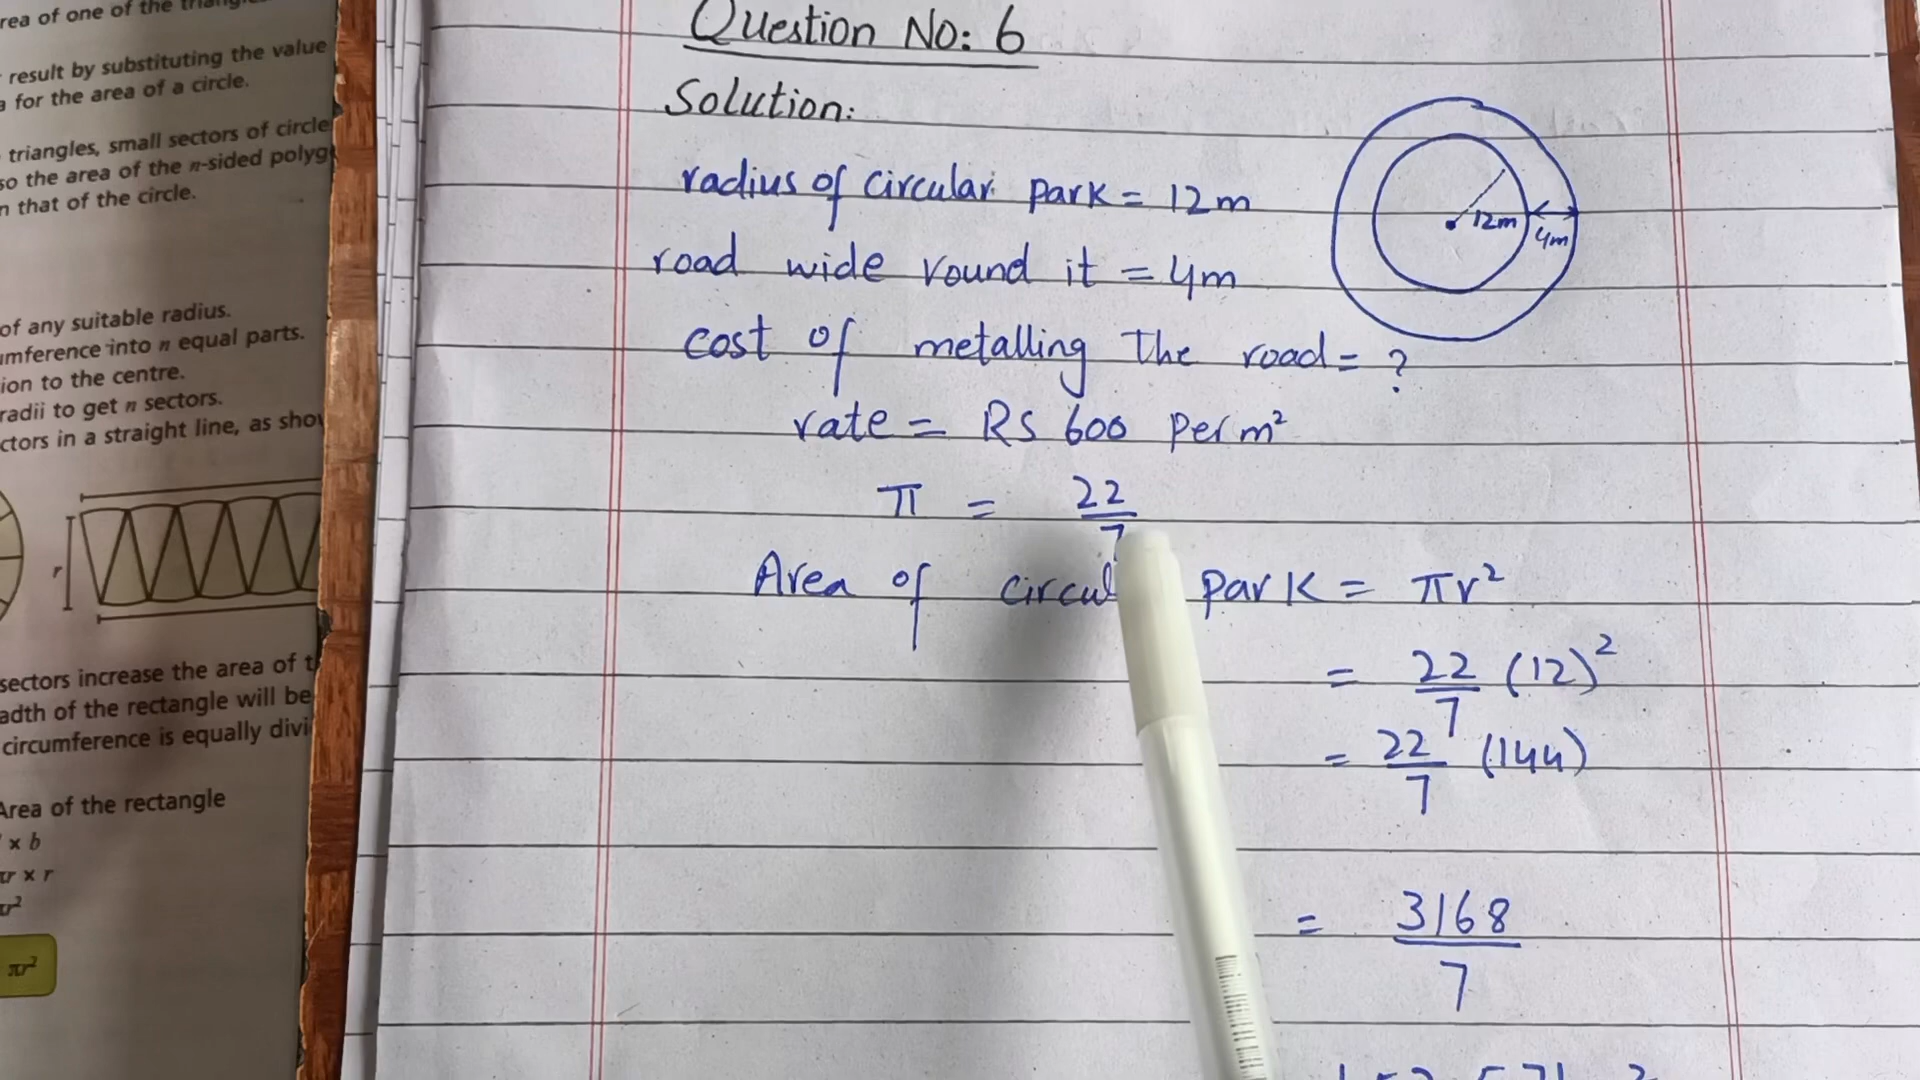 rea of one of the
result by substituting the value
for the area of a circle.
triangles, small sectors of circle
so the area of the n-sided polyg
that of the circle.
of any suitable radius.
umference into n equal parts.
ion to the centre.
radii to get n sectors.
ctors in a straight line, as show
r
sectors increase the area of
adth of the rectangle will be
circumference is equally divi
Area of the rectangle
× b
πr × r
πr²
πr²
Question No: 6
Solution:
radius of circular park = 12m
road wide round it = 4m
cost of metalling the road = ?
rate = RS 600 per m²
π = 22/7
Area of circul park = πr²
= 22/7 (12)²
= 22/7 (144)
= 3168/7
12m
4m